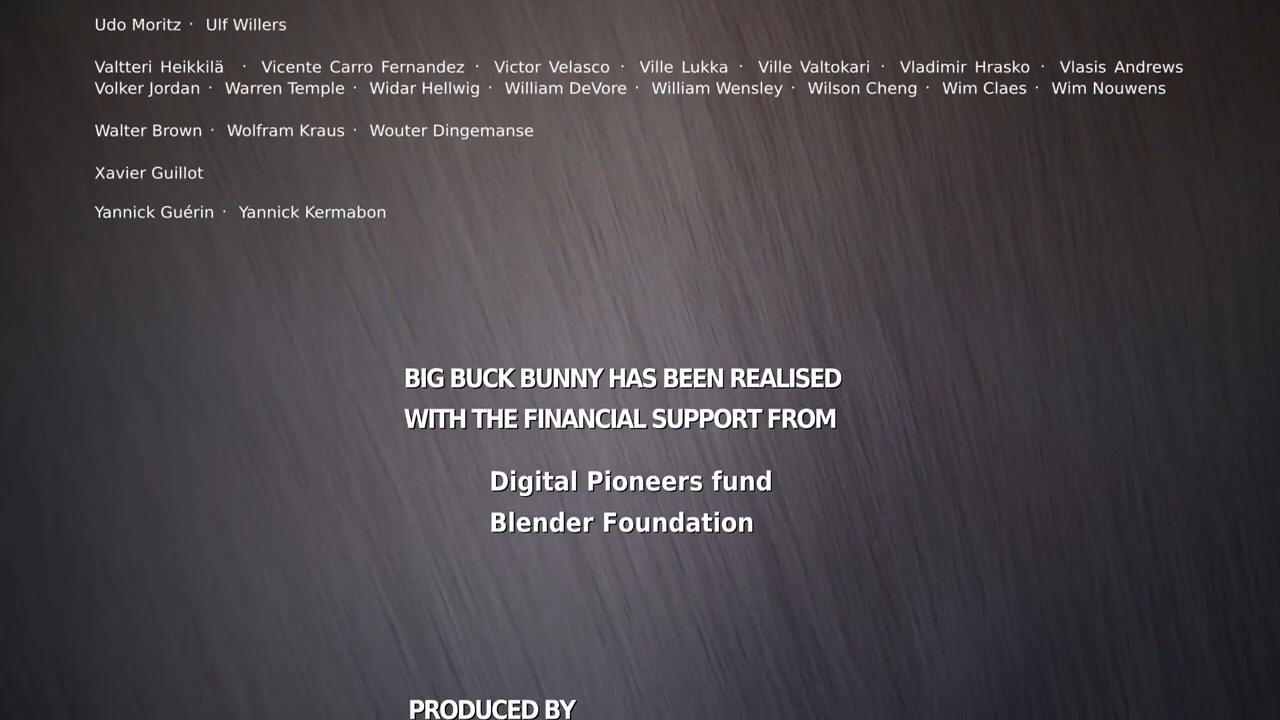 Udo Moritz · Ulf Willers
Valtteri Heikkilä · Vicente Carro Fernandez · Victor Velasco · Ville Lukka · Ville Valtokari · Vladimir Hrasko · Vlasis Andrews
Volker Jordan · Warren Temple · Widar Hellwig · William DeVore · William Wensley · Wilson Cheng · Wim Claes · Wim Nouwens
Walter Brown · Wolfram Kraus · Wouter Dingemanse
Xavier Guillot
Yannick Guérin · Yannick Kermabon
BIG BUCK BUNNY HAS BEEN REALISED
WITH THE FINANCIAL SUPPORT FROM
Digital Pioneers fund
Blender Foundation
PRODUCED BY